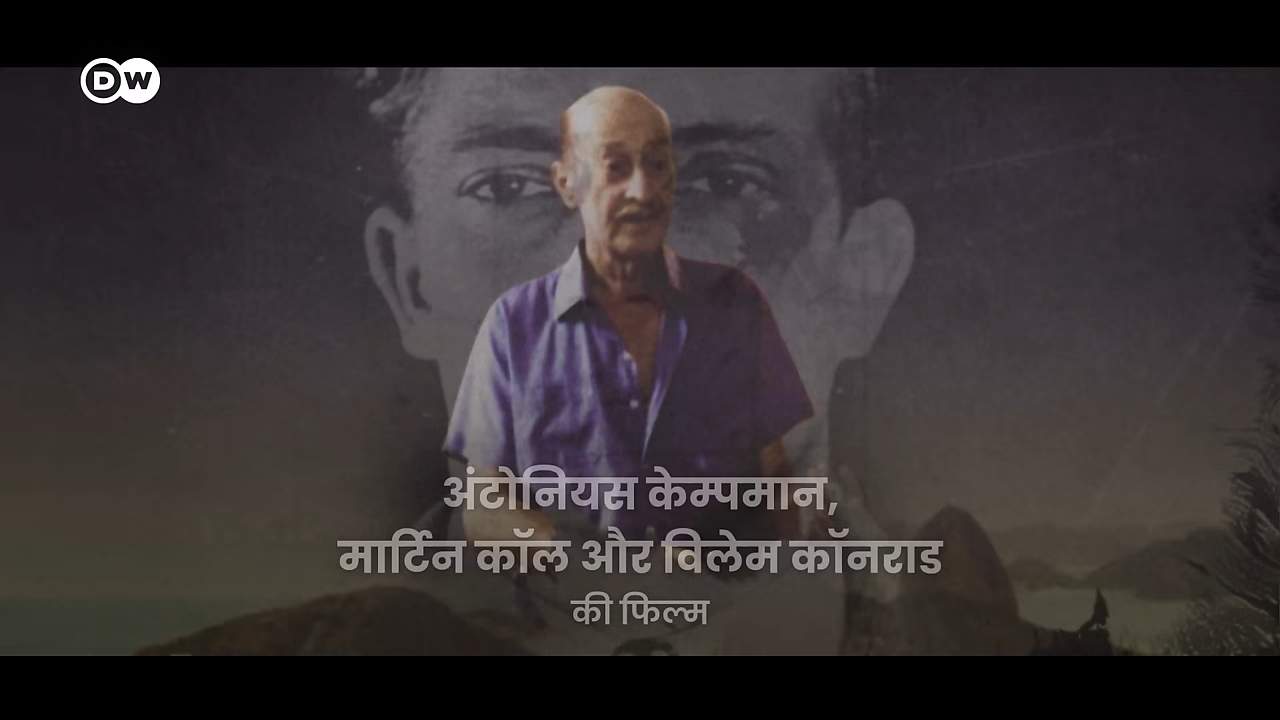 DW
अंटोनियस केम्पमान,
मार्टिन कॉल और विलेम कॉनराड
की फिल्म